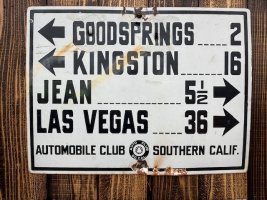 GOODSPRINGS 2
KINGSTON 16
JEAN 5½
LAS VEGAS 36
AUTOMOBILE CLUB SOUTHERN CALIF.